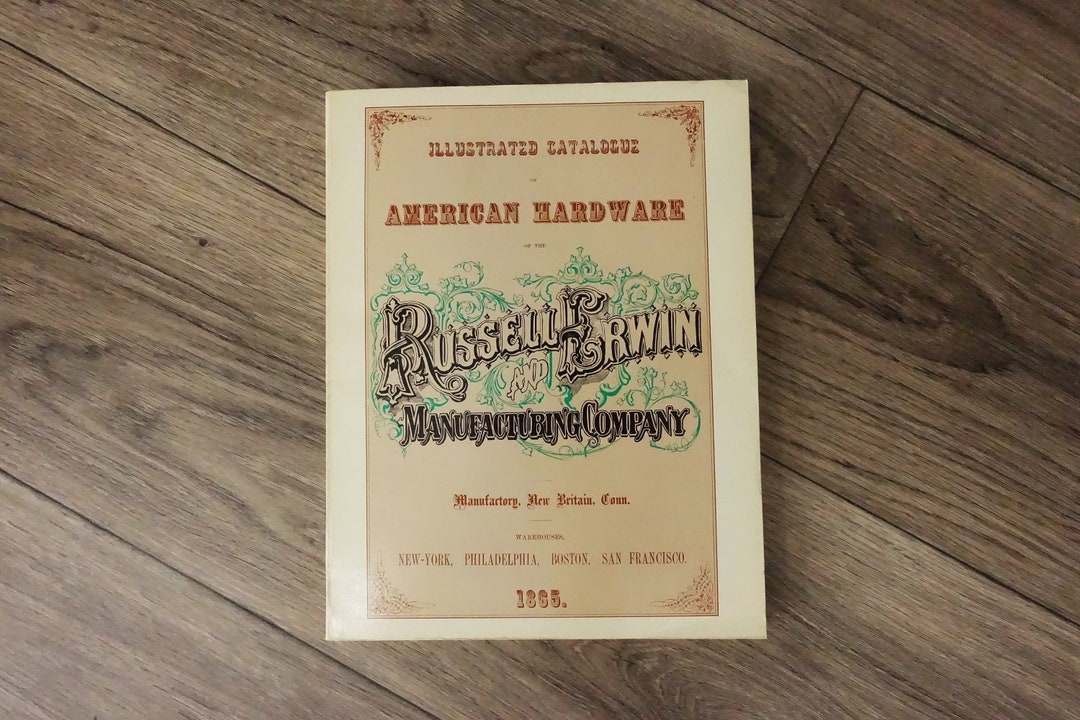 ILLUSTRATED CATALOGUE
OF
AMERICAN HARDWARE
OF THE
RUSSELL AND ERWIN
MANUFACTURING COMPANY
Manufactory, New Britain, Conn.
WAREHOUSES,
NEW-YORK, PHILADELPHIA, BOSTON, SAN FRANCISCO.
1865.